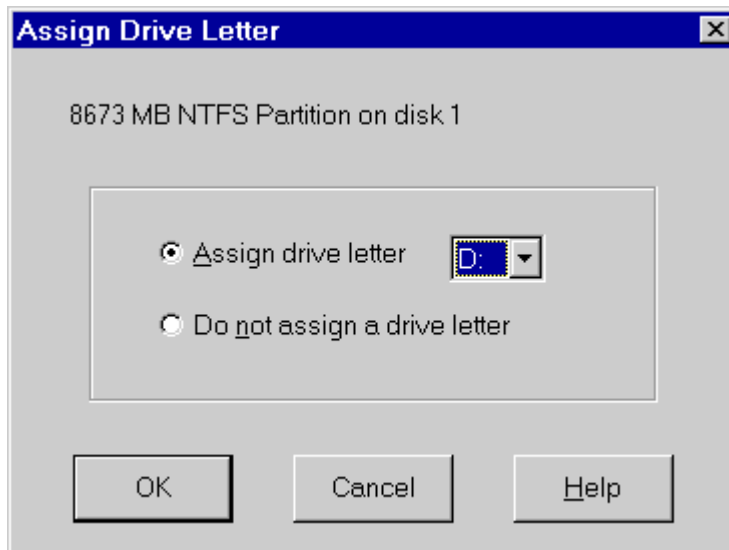 Assign Drive Letter
8673 MB NTFS Partition on disk 1
Assign drive letter D:
Do not assign a drive letter
OK Cancel Help